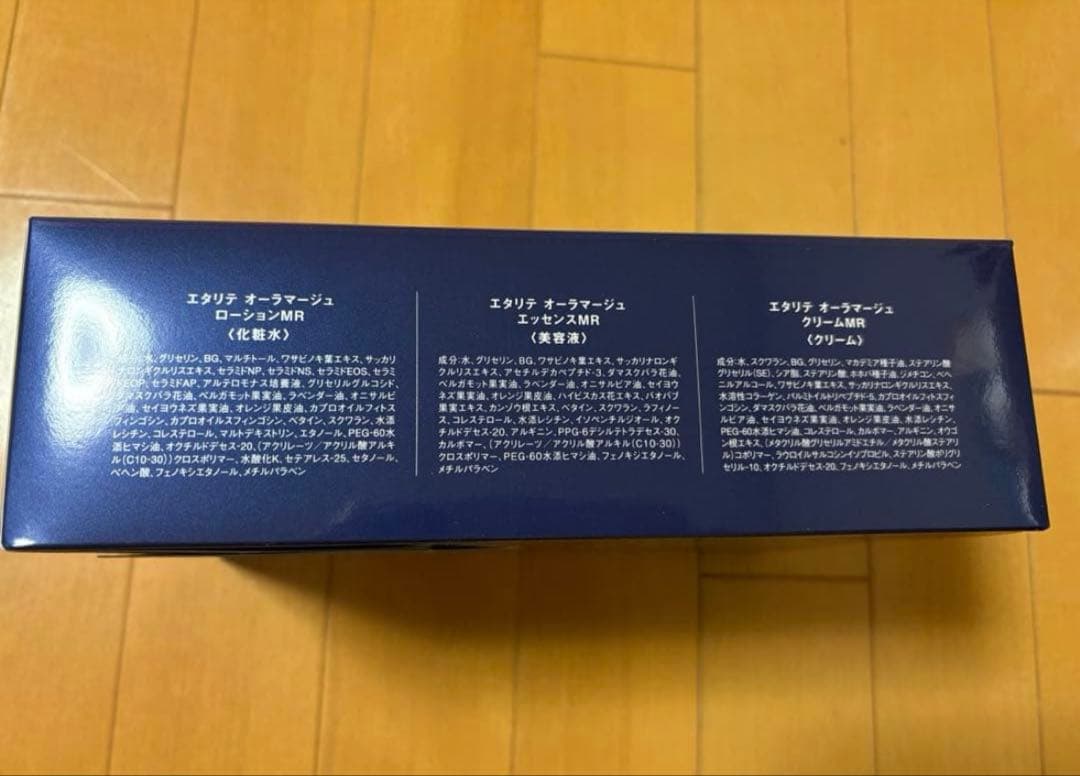 エタリテ オーラマージュ
ローションMR
〈化粧水〉
成分:水、グリセリン、BG、マルチトール、ワサビノキ葉エキス、サッカリ
ナロンギクルリスエキス、セラミドNP、セラミドNS、セラミドEOS、セラミ
ドEOP、セラミドAP、アルテロモナス培養液、グリセリルグルコシド、
ダマスクバラ花油、ベルガモット果実油、ラベンダー油、オニサルビ
ア油、セイヨウネズ果実油、オレンジ果皮油、カプロオイルフィトス
フィンゴシン、カプロオイルスフィンゴシン、ベタイン、スクワラン、水添
レシチン、コレステロール、マルトデキストリン、エタノール、PEG-60水
添ヒマシ油、オクチルドデセス-20、(アクリレーツ/アクリル酸アルキ
ル(C10-30))クロスポリマー、水酸化K、セテアレス-25、セタノール、
ベヘン酸、フェノキシエタノール、メチルパラベン
エタリテ オーラマージュ
エッセンスMR
〈美容液〉
成分:水、グリセリン、BG、ワサビノキ葉エキス、サッカリナロンギ
クルリスエキス、アセチルデカペプチド-3、ダマスクバラ花油、
ベルガモット果実油、ラベンダー油、オニサルビア油、セイヨウ
ネズ果実油、オレンジ果皮油、ハイビスカス花エキス、バオバブ
果実エキス、カンゾウ根エキス、ベタイン、スクワラン、ラフィノー
ス、コレステロール、水添レシチン、イソペンチルジオール、オク
チルドデセス-20、アルギニン、PPG-6デシルテトラデセス-30、
カルボマー、(アクリレーツ/アクリル酸アルキル(C10-30))
クロスポリマー、PEG-60水添ヒマシ油、フェノキシエタノール、
メチルパラベン
エタリテ オーラマージュ
クリームMR
〈クリーム〉
成分:水、スクワラン、BG、グリセリン、マカデミア種子油、ステアリン酸
グリセリル(SE)、シア脂、ステアリン酸、ホホバ種子油、ジメチコン、ベヘ
ニルアルコール、ワサビノキ葉エキス、サッカリナロンギクルリスエキス、
水溶性コラーゲン、パルミトイルトリペプチド-5、カプロオイルフィトスフィ
ンゴシン、ダマスクバラ花油、ベルガモット果実油、ラベンダー油、オニサ
ルビア油、セイヨウネズ果実油、オレンジ果皮油、水添レシチン、
PEG-60水添ヒマシ油、コレステロール、カルボマー、アルギニン、オウゴ
ン根エキス、(メタクリル酸グリセリルアミドエチル/メタクリル酸ステアリ
ル)コポリマー、ラウロイルサルコシンイソプロピル、ステアリン酸ポリグリ
セリル-10、オクチルドデセス-20、フェノキシエタノール、メチルパラベン